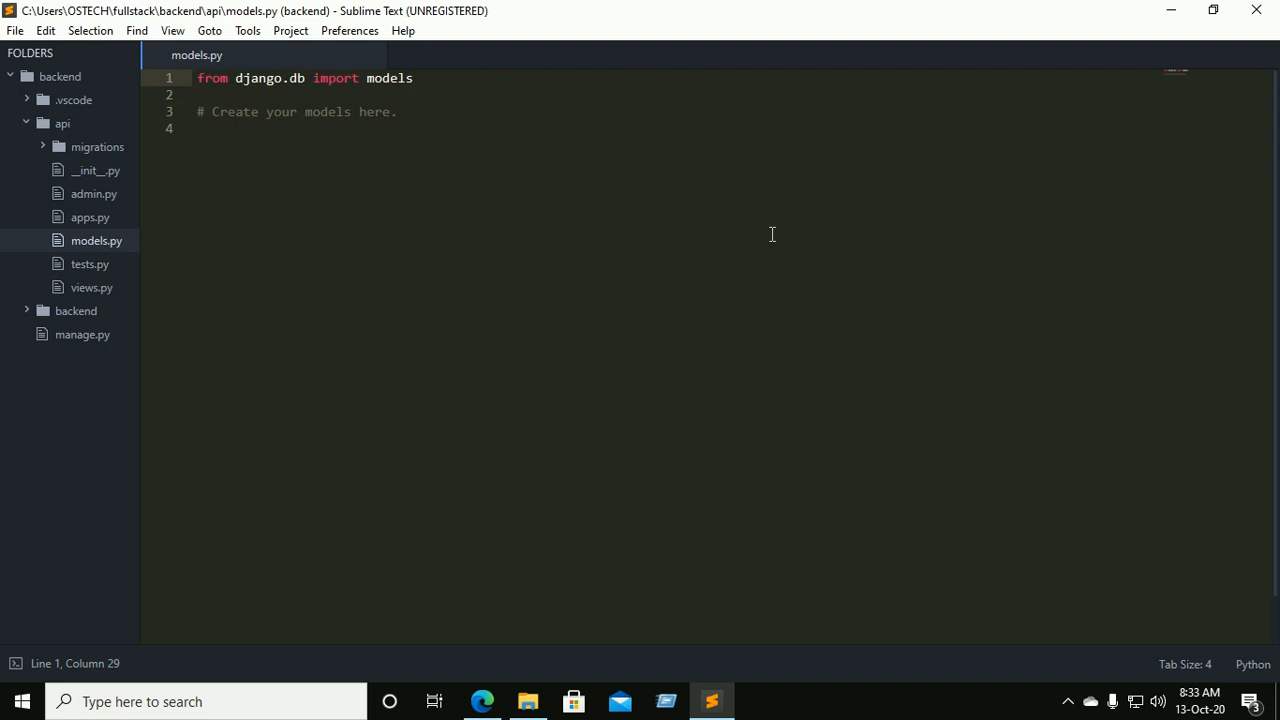 C:\Users\OSTECH\fullstack\backend\api\models.py (backend) - Sublime Text (UNREGISTERED)
File Edit Selection Find View Goto Tools Project Preferences Help
FOLDERS
backend
.vscode
api
migrations
__init__.py
admin.py
apps.py
models.py
tests.py
views.py
backend
manage.py
models.py
1 from django.db import models
2
3 # Create your models here.
4
Line 1, Column 29
Tab Size: 4
Python
Type here to search
8:33 AM
13-Oct-20
3